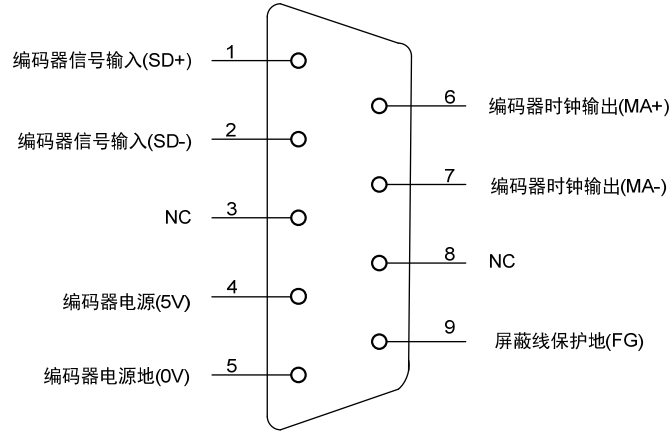 编码器信号输入(SD+) 1
编码器信号输入(SD-) 2
NC 3
编码器电源(5V) 4
编码器电源地(0V) 5
6 编码器时钟输出(MA+)
7 编码器时钟输出(MA-)
8 NC
9 屏蔽线保护地(FG)